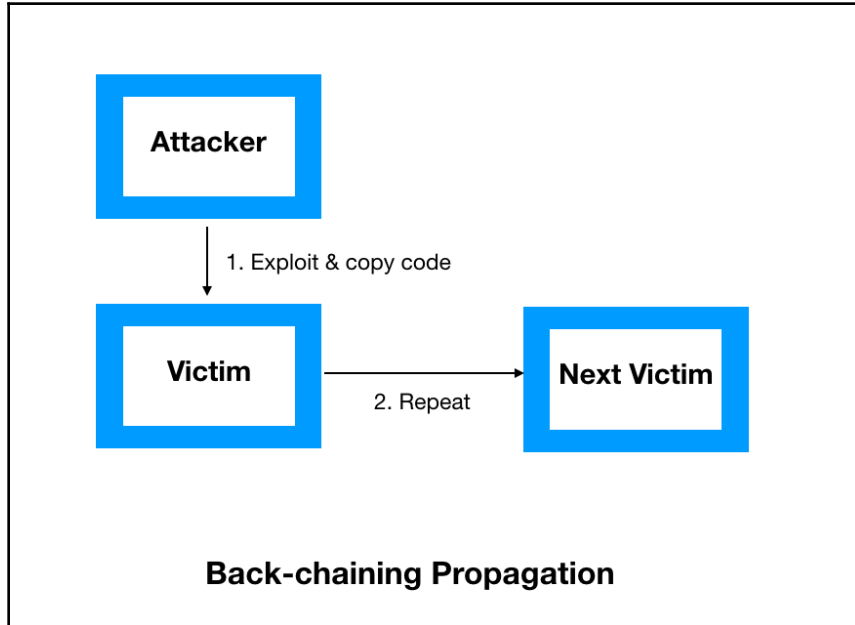 Attacker
1. Exploit & copy code
Victim
2. Repeat
Next Victim
Back-chaining Propagation